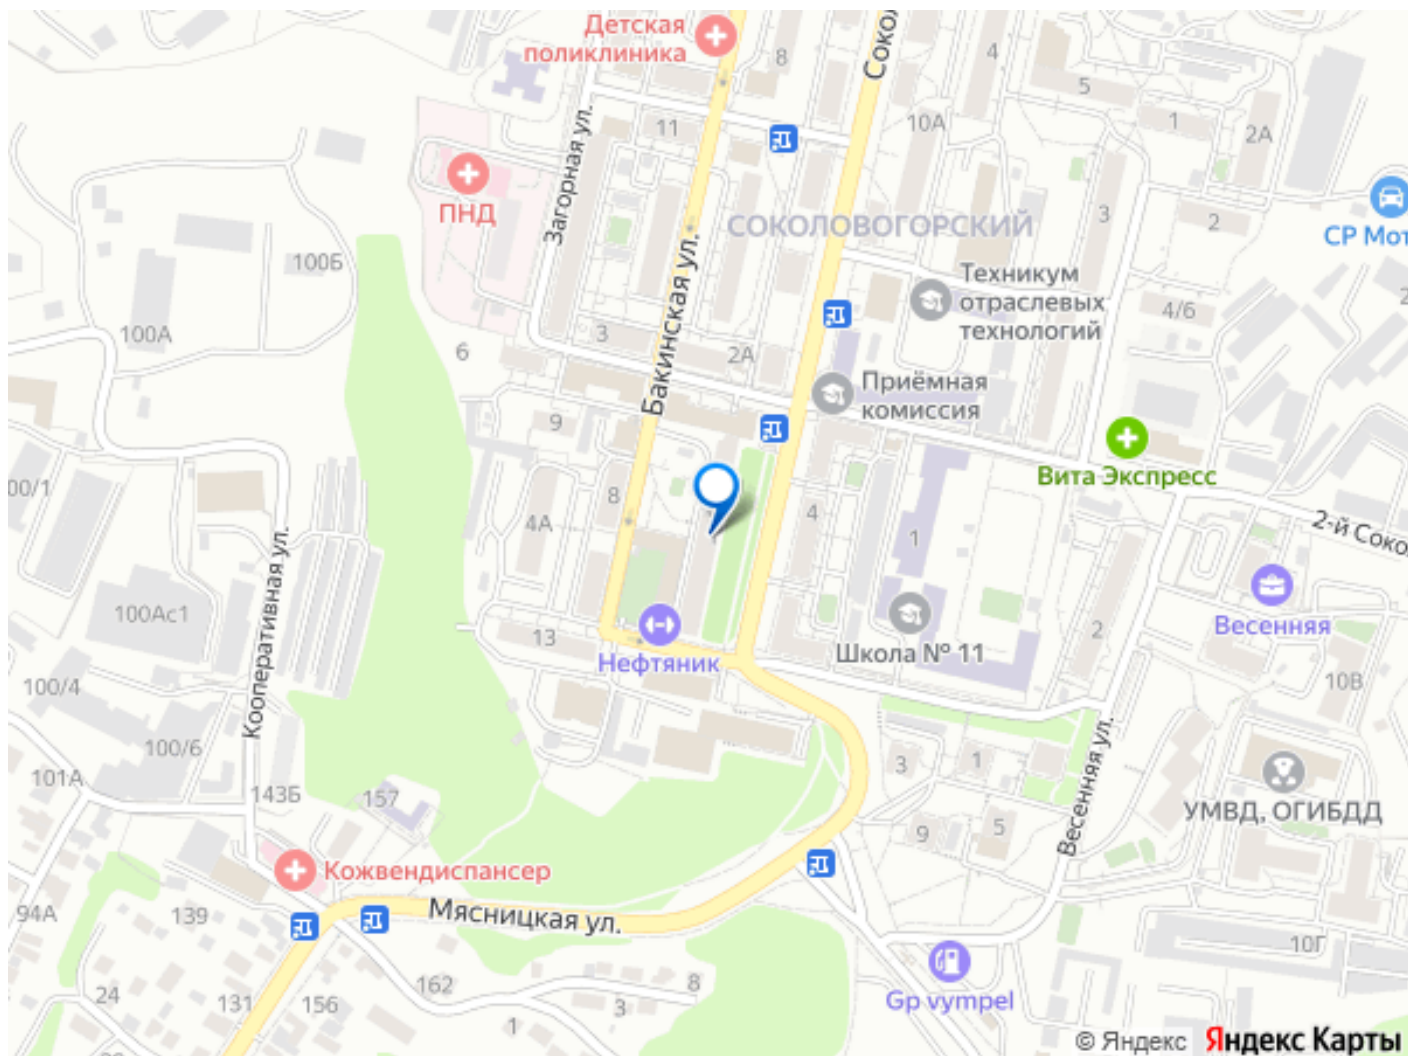 Детская
поликлиника
8
4
Соко
5
11
10А
1
2А
Загорная ул.
ПНД
СОКОЛОВОГОРСКИЙ
3
2
СР Мот
100Б
Бакинская ул.
Техникум
отраслевых
технологий
4/6
2
100А
3
6
2А
Приёмная
комиссия
9
Вита Экспресс
00/1
8
4А
4
1
2-й Соко
Кооперативная ул.
100Ас1
13
Нефтяник
Школа № 11
2
Весенняя
100/4
10В
100/6
101А
143Б
157
3
1
Весенняя ул.
УМВД, ОГИБДД
9
5
Кожвендиспансер
94А
139
Мясницкая ул.
10Г
24
131
156
162
8
3
1
Gp vympel
© Яндекс Яндекс Карты